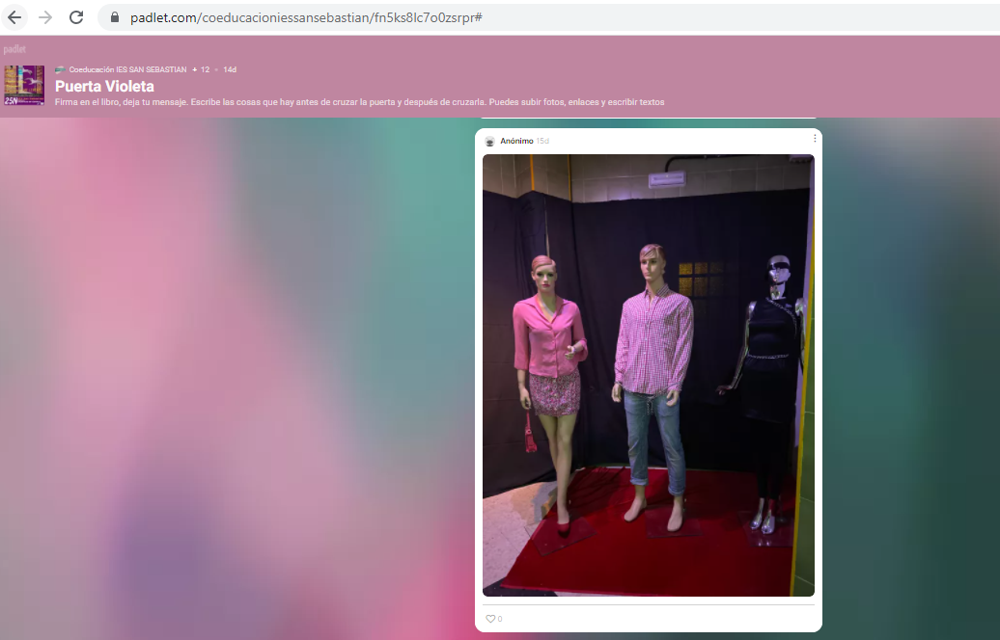 padlet.com/coeducacioniessansebastian/fn5ks8lc7o0zsrpr#
padlet
Coeducación IES SAN SEBASTIAN + 12 • 14d
Puerta Violeta
Firma en el libro, deja tu mensaje. Escribe las cosas que hay antes de cruzar la puerta y después de cruzarla. Puedes subir fotos, enlaces y escribir textos
25N
Anónimo 15d
0